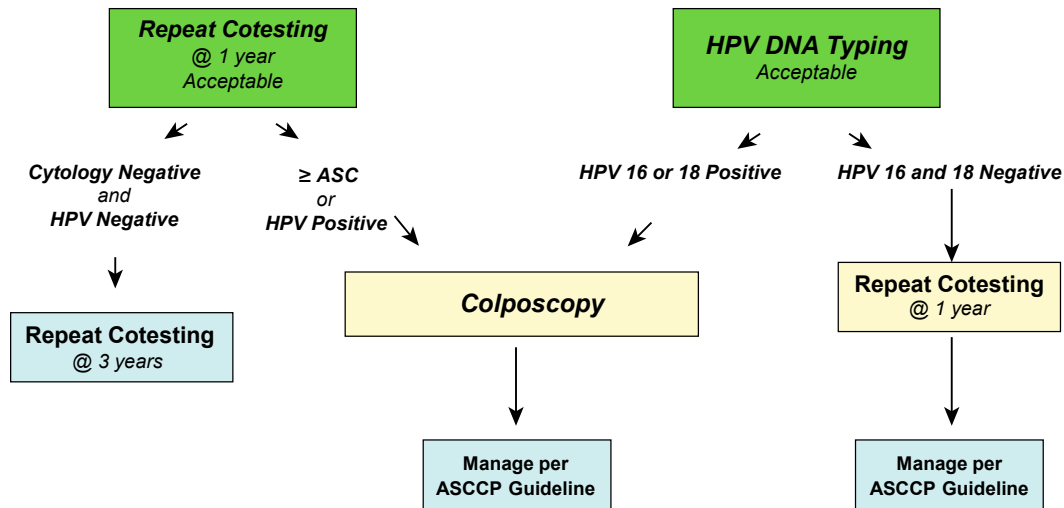 Repeat Cotesting
@ 1 year
Acceptable
HPV DNA Typing
Acceptable
Cytology Negative
and
HPV Negative
≥ ASC
or
HPV Positive
HPV 16 or 18 Positive
HPV 16 and 18 Negative
Repeat Cotesting
@ 3 years
Colposcopy
Repeat Cotesting
@ 1 year
Manage per
ASCCP Guideline
Manage per
ASCCP Guideline